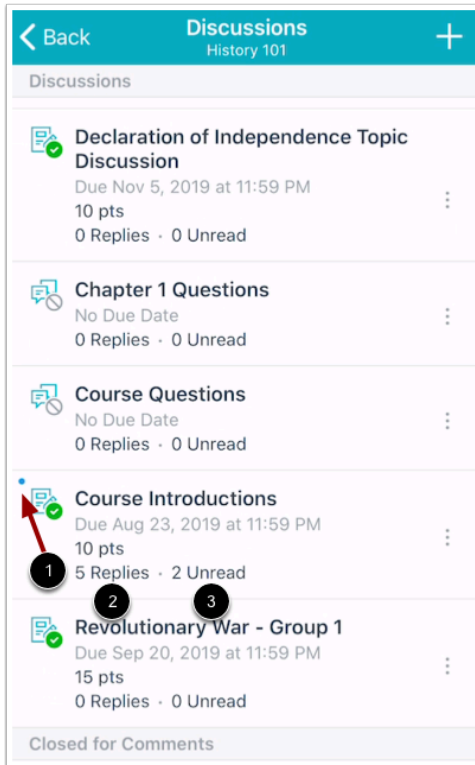 Back
Discussions
History 101
Discussions
Declaration of Independence Topic
Discussion
Due Nov 5, 2019 at 11:59 PM
10 pts
0 Replies · 0 Unread
Chapter 1 Questions
No Due Date
0 Replies · 0 Unread
Course Questions
No Due Date
0 Replies · 0 Unread
Course Introductions
Due Aug 23, 2019 at 11:59 PM
10 pts
1
5 Replies · 2 Unread
2
3
Revolutionary War - Group 1
Due Sep 20, 2019 at 11:59 PM
15 pts
0 Replies · 0 Unread
Closed for Comments